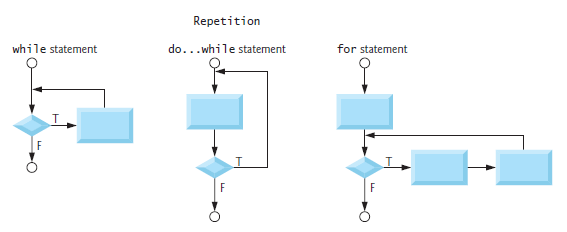 Repetition
while statement
do...while statement
for statement
T
F
T
F
T
F